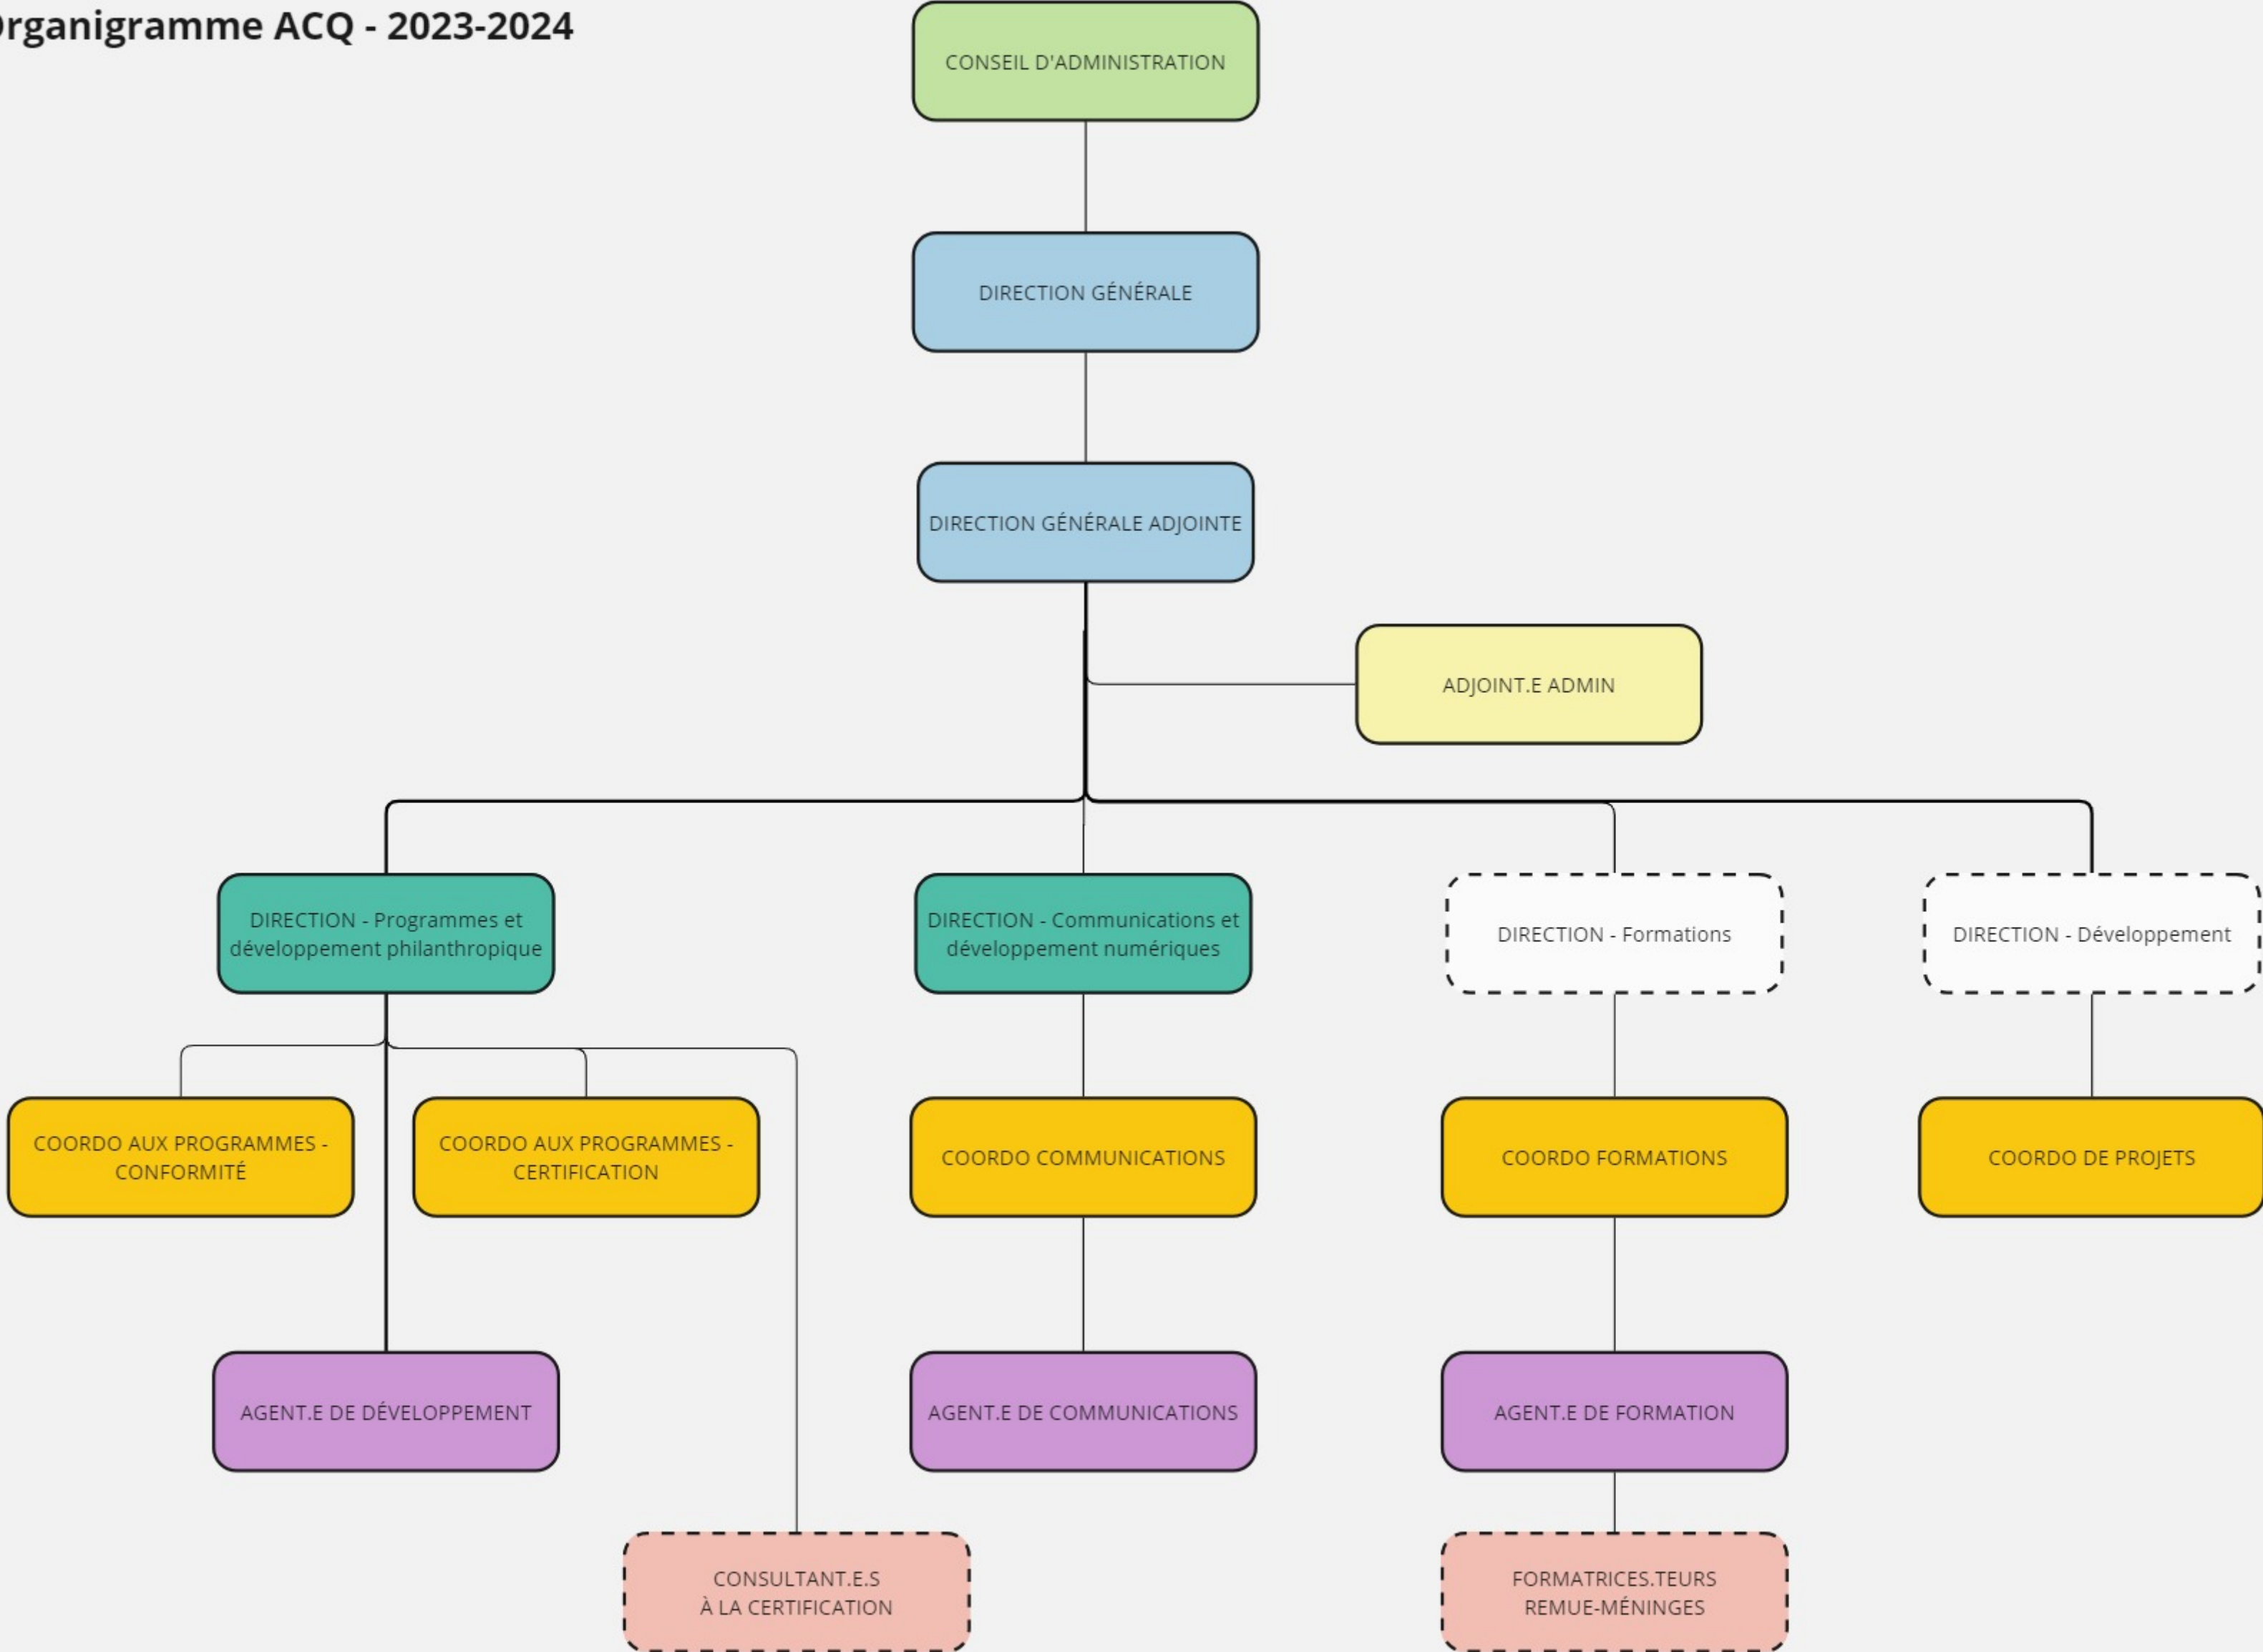 rganigramme ACQ - 2023-2024
CONSEIL D'ADMINISTRATION
DIRECTION GÉNÉRALE
DIRECTION GÉNÉRALE ADJOINTE
ADJOINT.E ADMIN
DIRECTION - Programmes et
développement philanthropique
DIRECTION - Communications et
développement numériques
DIRECTION - Formations
DIRECTION - Développement
COORDO AUX PROGRAMMES -
CONFORMITÉ
COORDO AUX PROGRAMMES -
CERTIFICATION
COORDO COMMUNICATIONS
COORDO FORMATIONS
COORDO DE PROJETS
AGENT.E DE DÉVELOPPEMENT
AGENT.E DE COMMUNICATIONS
AGENT.E DE FORMATION
CONSULTANT.E.S
À LA CERTIFICATION
FORMATRICES.TEURS
REMUE-MÉNINGES